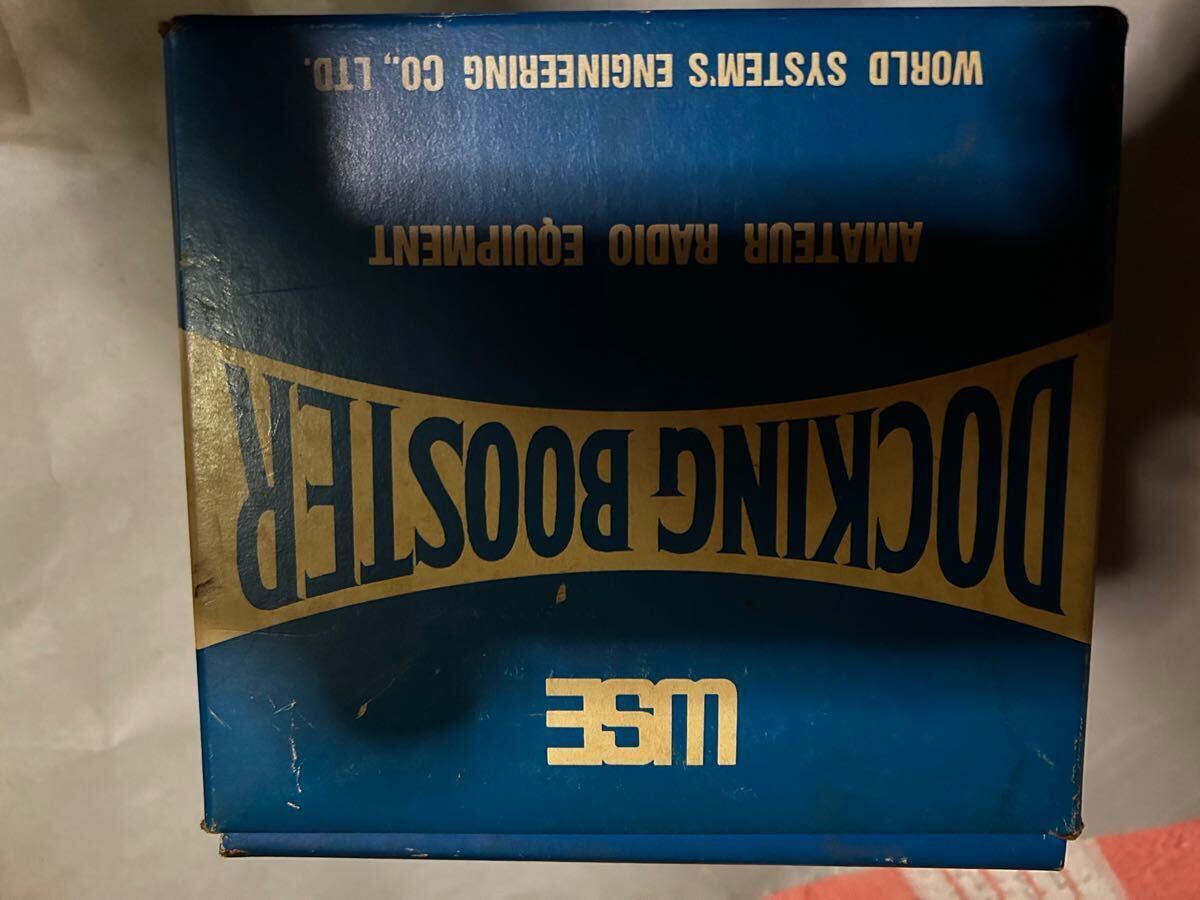 WSE
DOCKING BOOSTER
AMATEUR RADIO EQUIPMENT
WORLD SYSTEM'S ENGINEERING CO., LTD.